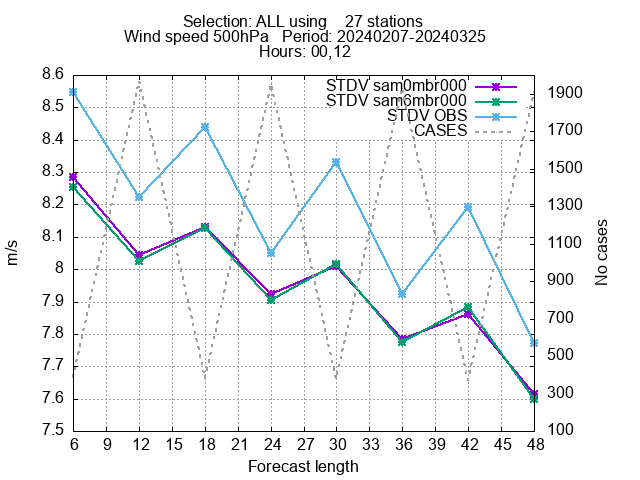 Selection: ALL using    27 stations
Wind speed 500hPa   Period: 20240207-20240325
Hours: 00,12
STDV sam0mbr000
STDV sam6mbr000
STDV OBS
CASES
8.6
8.5
8.4
8.3
8.2
8.1
8
7.9
7.8
7.7
7.6
7.5
m/s
1900
1700
1500
1300
1100
900
700
500
300
100
No cases
6 9 12 15 18 21 24 27 30 33 36 39 42 45 48
Forecast length